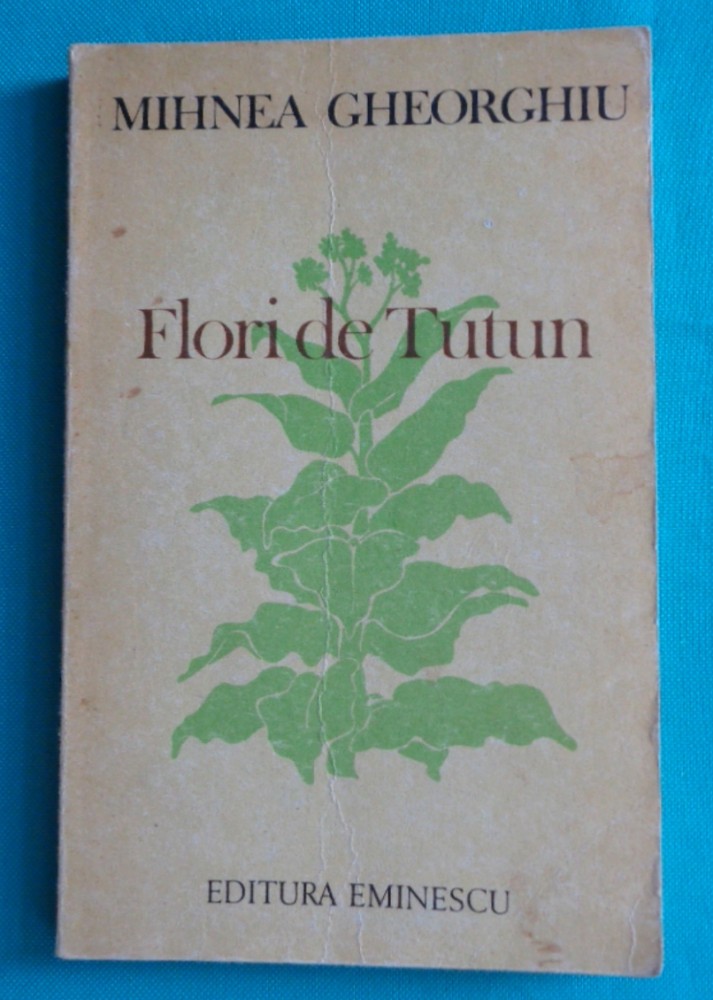 MIHNEA GHEORGHIU
Flori de Tutun
EDITURA EMINESCU